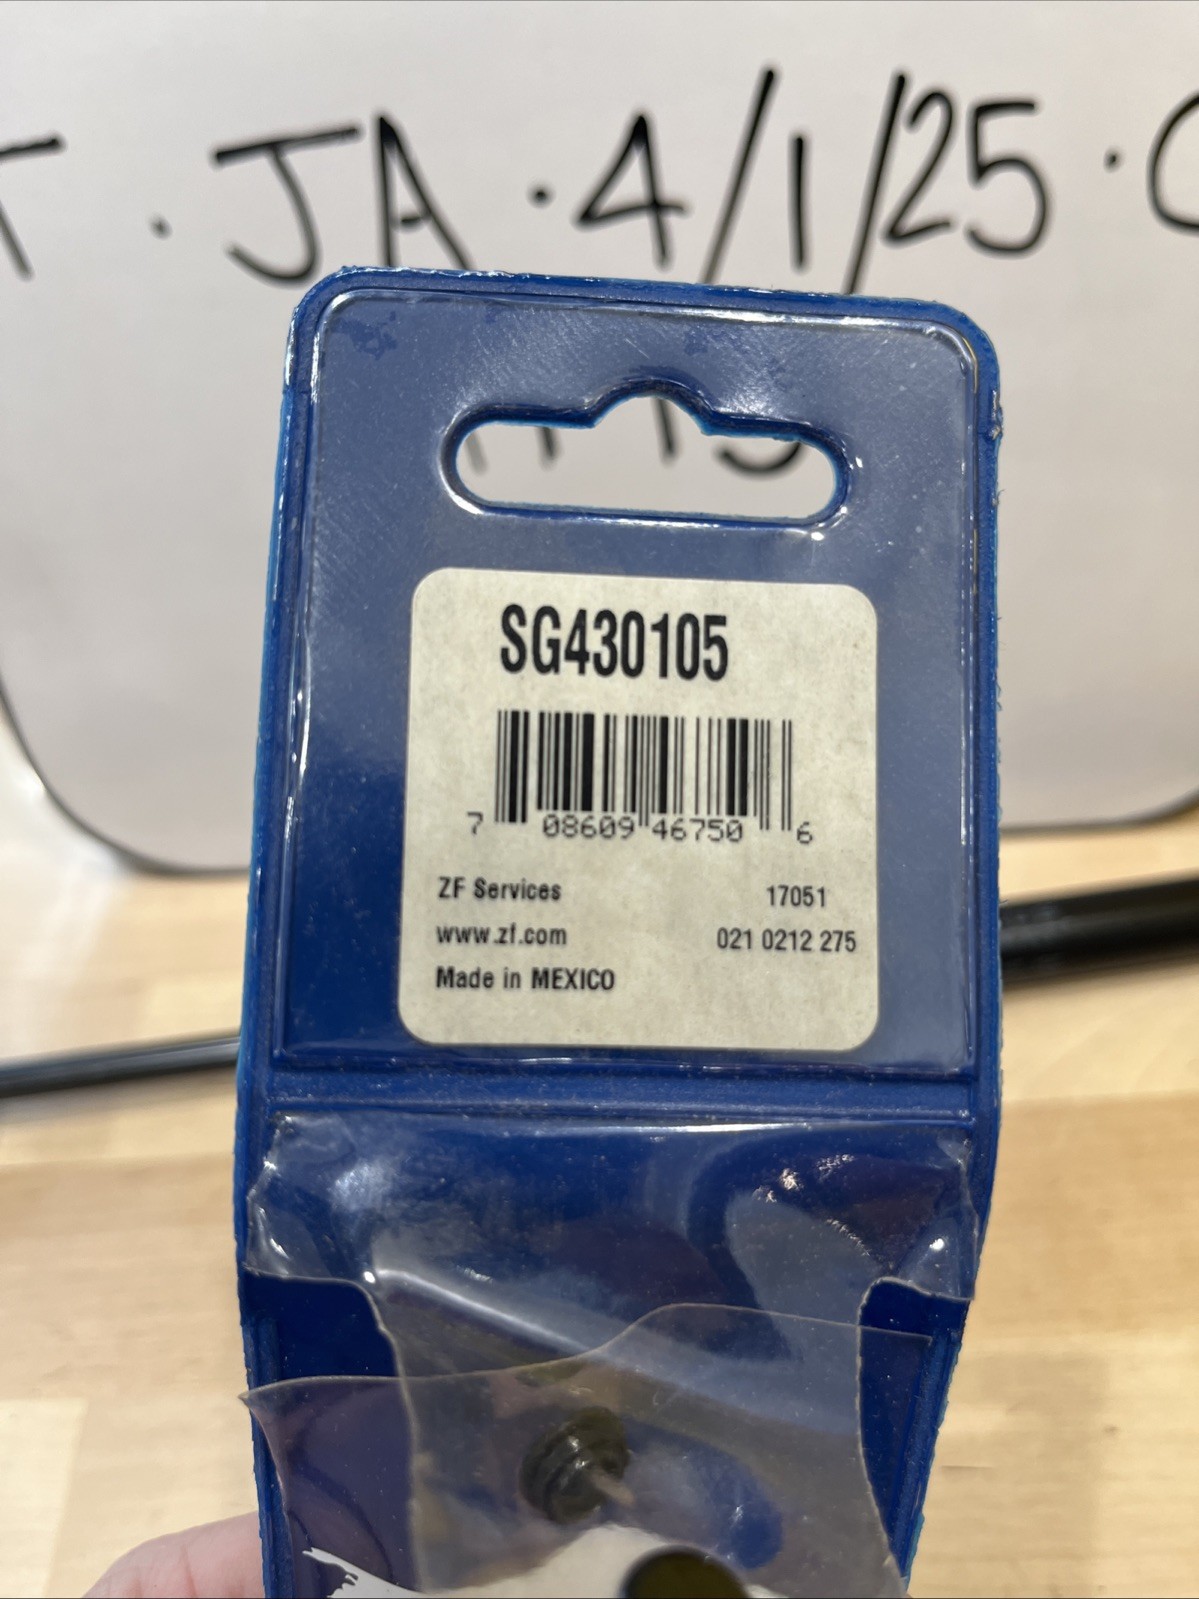 T · JA · 4/1/25 · C
SG430105
7 08609 46750 6
ZF Services 17051
www.zf.com 021 0212 275
Made in MEXICO